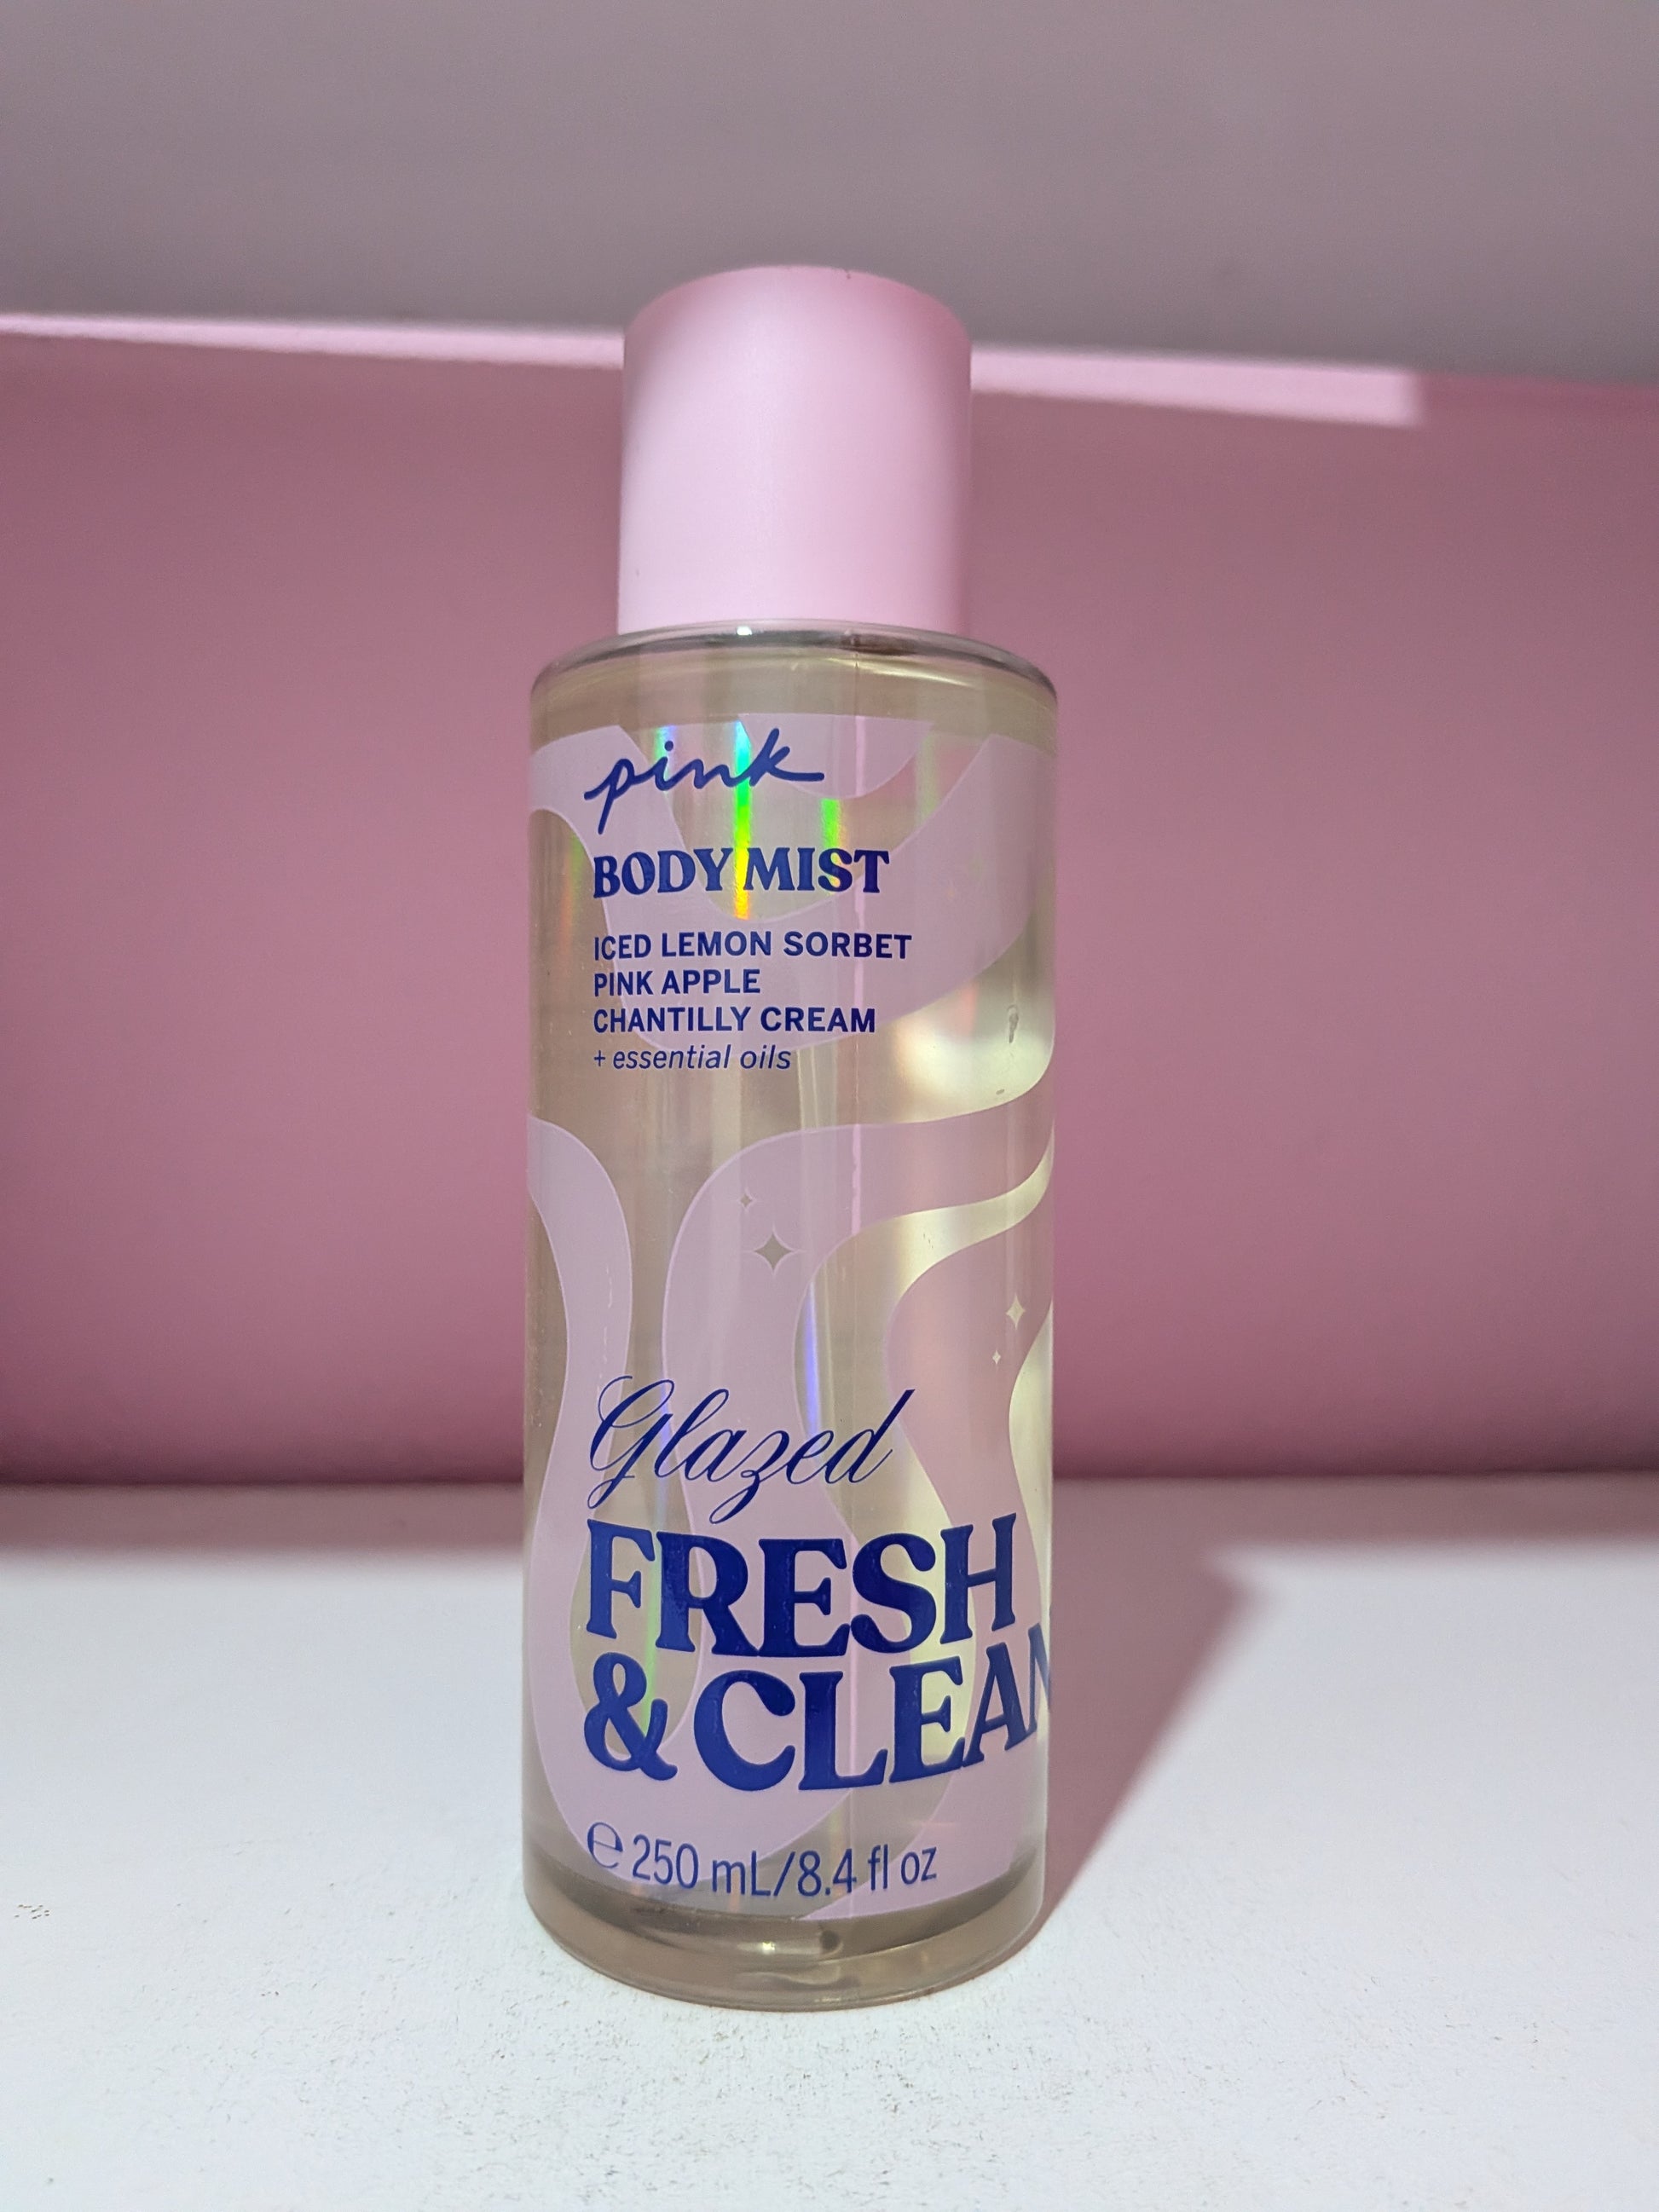 pink
BODY MIST
ICED LEMON SORBET
PINK APPLE
CHANTILLY CREAM
+ essential oils
Glazed
FRESH
& CLEAN
℮ 250 mL/8.4 fl oz